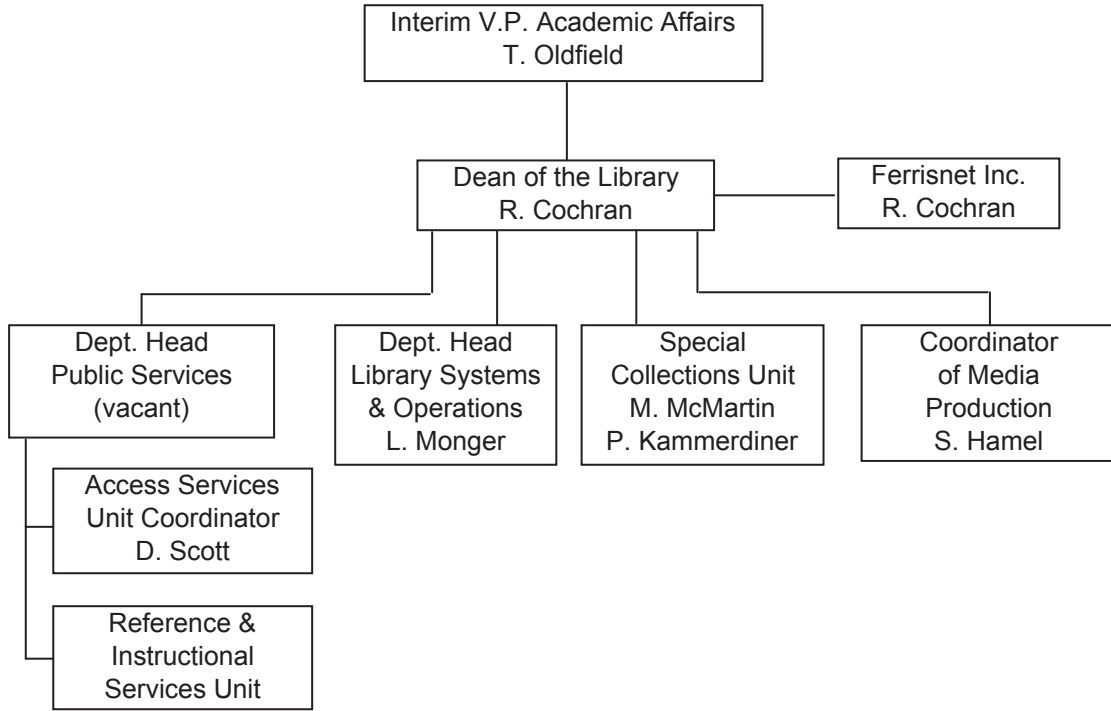 Interim V.P. Academic Affairs
T. Oldfield
Dean of the Library
R. Cochran
Ferrisnet Inc.
R. Cochran
Dept. Head
Public Services
(vacant)
Dept. Head
Library Systems
& Operations
L. Monger
Special
Collections Unit
M. McMartin
P. Kammerdiner
Coordinator
of Media
Production
S. Hamel
Access Services
Unit Coordinator
D. Scott
Reference &
Instructional
Services Unit